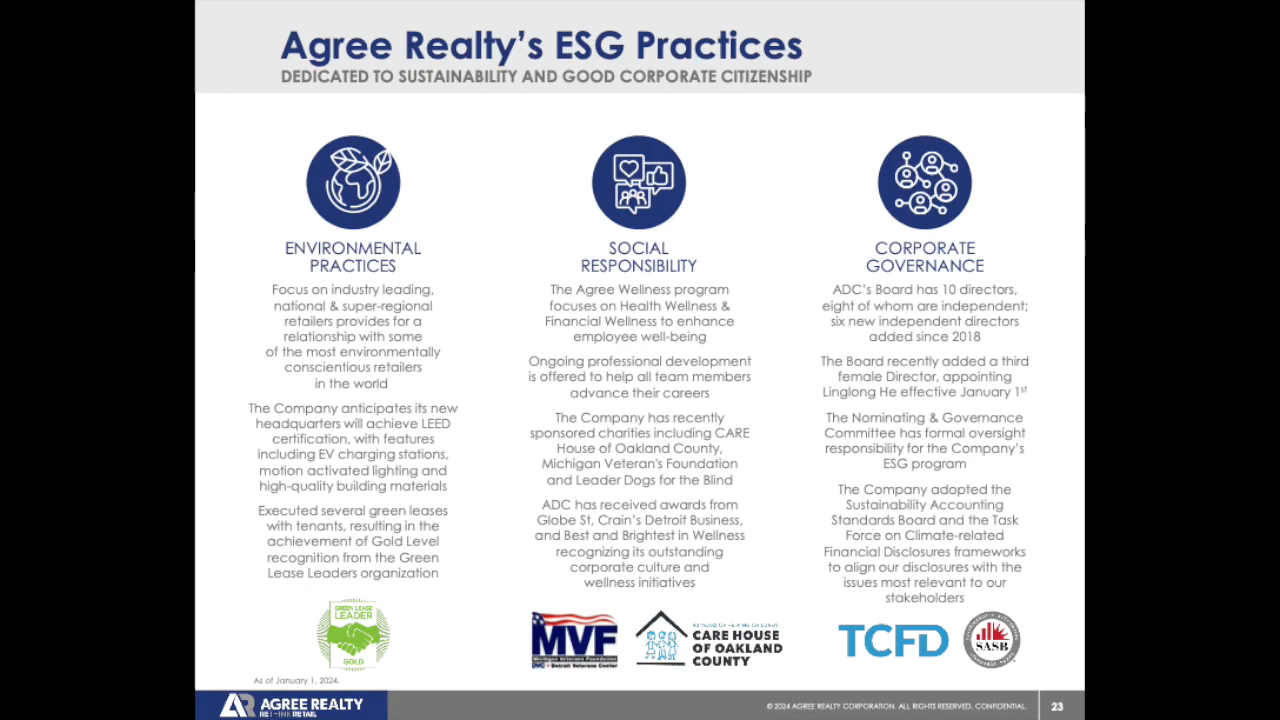 Agree Realty's ESG Practices
DEDICATED TO SUSTAINABILITY AND GOOD CORPORATE CITIZENSHIP
ENVIRONMENTAL
PRACTICES
Focus on industry leading,
national & super-regional
retailers provides for a
relationship with some
of the most environmentally
conscientious retailers
in the world
The Company anticipates its new
headquarters will achieve LEED
certification, with features
including EV charging stations,
motion activated lighting and
high-quality building materials
Executed several green leases
with tenants, resulting in the
achievement of Gold Level
recognition from the Green
Lease Leaders organization
GREEN LEASE
LEADER
GOLD
SOCIAL
RESPONSIBILITY
The Agree Wellness program
focuses on Health Wellness &
Financial Wellness to enhance
employee well-being
Ongoing professional development
is offered to help all team members
advance their careers
The Company has recently
sponsored charities including CARE
House of Oakland County,
Michigan Veteran's Foundation
and Leader Dogs for the Blind
ADC has received awards from
Globe St, Crain's Detroit Business,
and Best and Brightest in Wellness
recognizing its outstanding
corporate culture and
wellness initiatives
MVF
Michigan Veterans Foundation
DVC - Detroit Veterans Center
CARE HOUSE
OF OAKLAND
COUNTY
CORPORATE
GOVERNANCE
ADC's Board has 10 directors,
eight of whom are independent;
six new independent directors
added since 2018
The Board recently added a third
female Director, appointing
Linglong He effective January 1st
The Nominating & Governance
Committee has formal oversight
responsibility for the Company's
ESG program
The Company adopted the
Sustainability Accounting
Standards Board and the Task
Force on Climate-related
Financial Disclosures frameworks
to align our disclosures with the
issues most relevant to our
stakeholders
TCFD
SASB
As of January 1, 2024.
AGREE REALTY
RETHINK RETAIL
© 2024 AGREE REALTY CORPORATION. ALL RIGHTS RESERVED. CONFIDENTIAL.
23